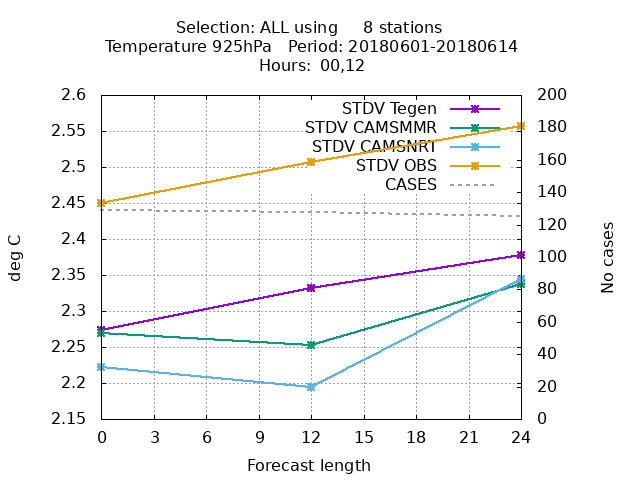 Selection: ALL using     8 stations
Temperature 925hPa   Period: 20180601-20180614
Hours:  00,12
2.6
2.55
2.5
2.45
2.4
2.35
2.3
2.25
2.2
2.15
deg C
STDV Tegen
STDV CAMSMMR
STDV CAMSNRT
STDV OBS
CASES
200
180
160
140
120
100
80
60
40
20
0
No cases
0 3 6 9 12 15 18 21 24
Forecast length